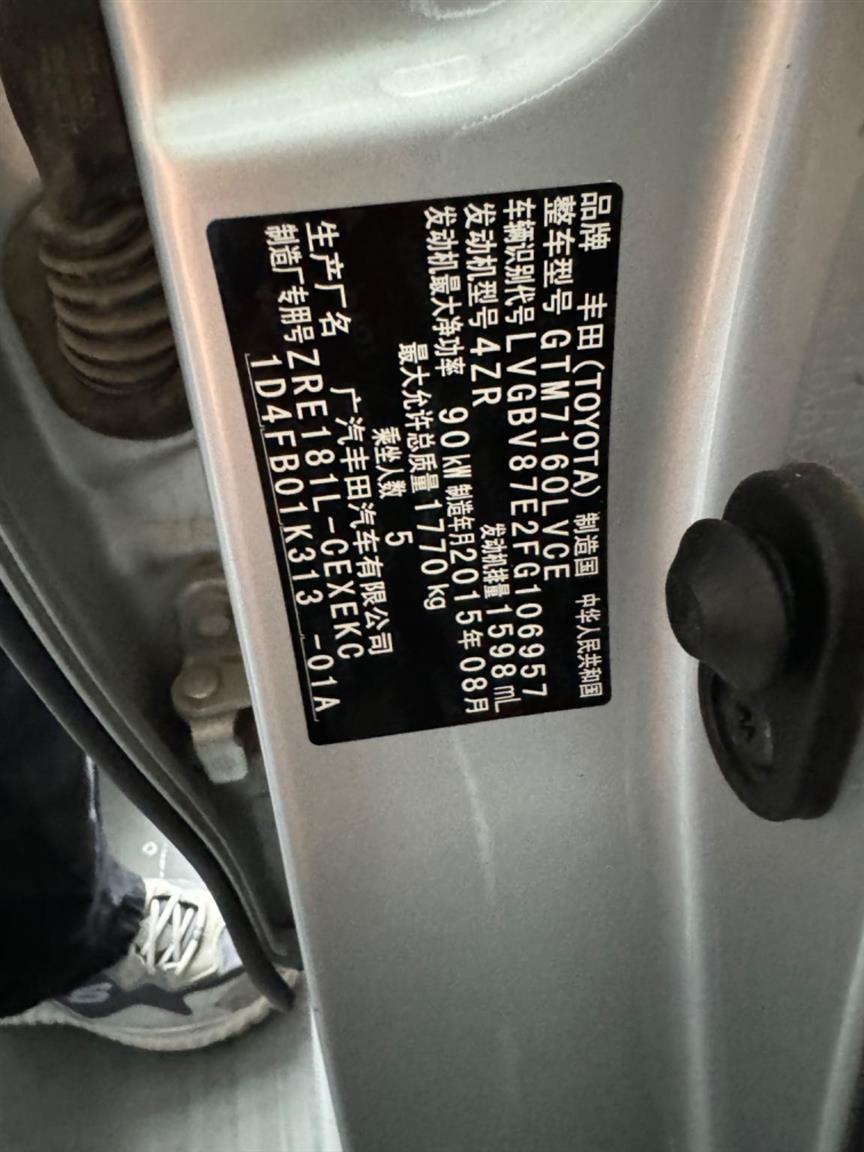 品牌 丰田(TOYOTA) 制造国 中华人民共和国
整车型号 GTM7160LVCE
车辆识别代号 LVGBV87E2FG106957
发动机型号 4ZR 发动机排量 1598 mL
发动机最大净功率 90 kW 制造年月 2015年08月
最大允许总质量 1770 kg
乘坐人数 5
生产厂名 广汽丰田汽车有限公司
制造厂专用号 ZRE181L-CEXEKC
1D4FB01K313 -01A